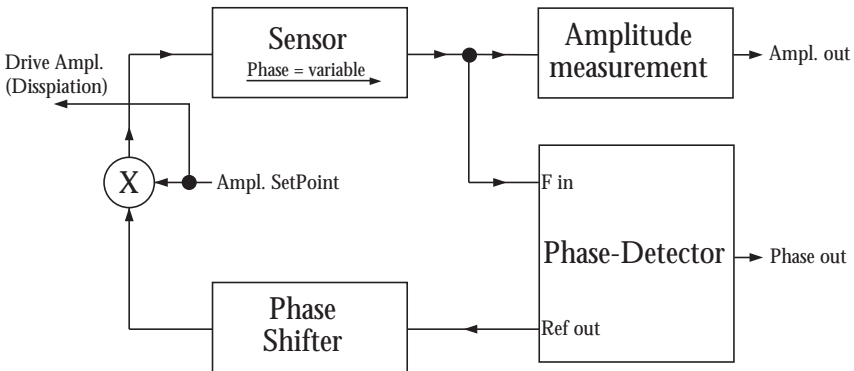 Sensor
Phase = variable
Amplitude
measurement
Ampl. out
Drive Ampl.
(Disspiation)
X
Ampl. SetPoint
F in
Phase-Detector
Phase out
Phase
Shifter
Ref out